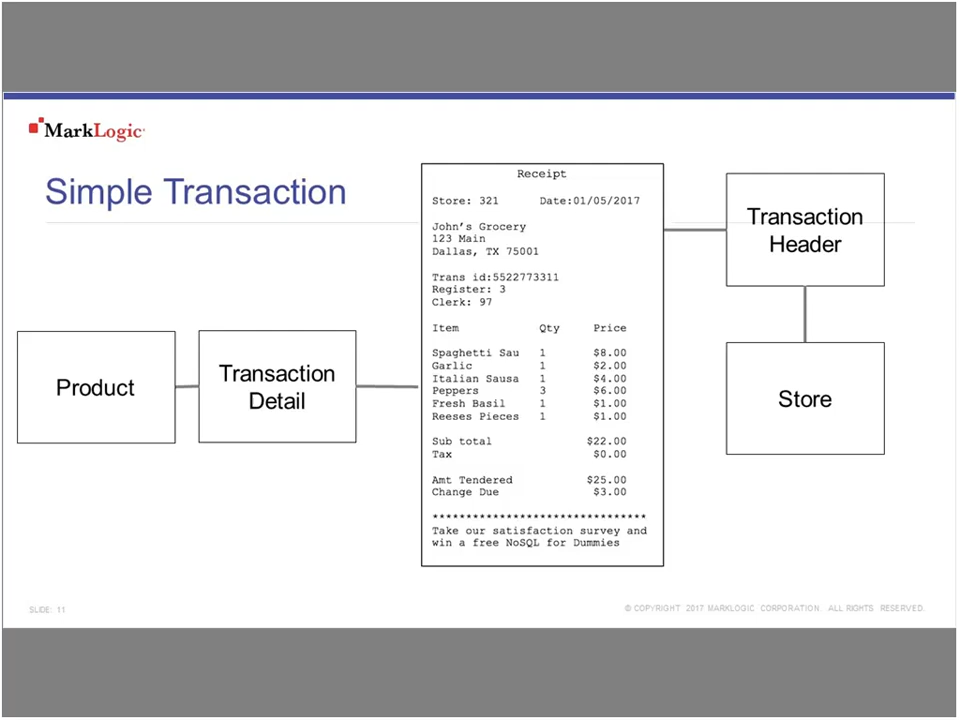 MarkLogic
Simple Transaction
Receipt
Store: 321 Date:01/05/2017
John's Grocery
123 Main
Dallas, TX 75001
Trans id:5522773311
Register: 3
Clerk: 97
Item Qty Price
Spaghetti Sau 1 $8.00
Garlic 1 $2.00
Italian Sausa 1 $4.00
Peppers 3 $6.00
Fresh Basil 1 $1.00
Reeses Pieces 1 $1.00
Sub total $22.00
Tax $0.00
Amt Tendered $25.00
Change Due $3.00
********************************
Take our satisfaction survey and
win a free NoSQL for Dummies
Transaction
Header
Product
Transaction
Detail
Store
SLIDE: 11
© COPYRIGHT 2017 MARKLOGIC CORPORATION. ALL RIGHTS RESERVED.